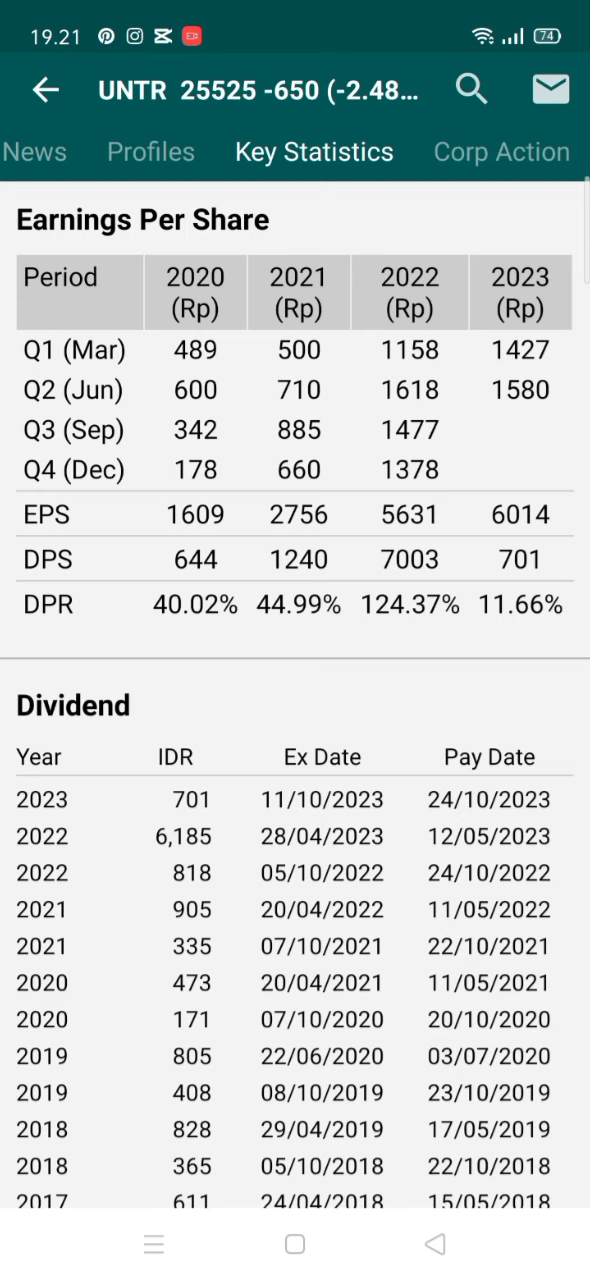 19.21 74
UNTR 25525 -650 (-2.48...
News Profiles Key Statistics Corp Action
Earnings Per Share
Period 2020 (Rp) 2021 (Rp) 2022 (Rp) 2023 (Rp)
Q1 (Mar) 489 500 1158 1427
Q2 (Jun) 600 710 1618 1580
Q3 (Sep) 342 885 1477
Q4 (Dec) 178 660 1378
EPS 1609 2756 5631 6014
DPS 644 1240 7003 701
DPR 40.02% 44.99% 124.37% 11.66%
Dividend
Year IDR Ex Date Pay Date
2023 701 11/10/2023 24/10/2023
2022 6,185 28/04/2023 12/05/2023
2022 818 05/10/2022 24/10/2022
2021 905 20/04/2022 11/05/2022
2021 335 07/10/2021 22/10/2021
2020 473 20/04/2021 11/05/2021
2020 171 07/10/2020 20/10/2020
2019 805 22/06/2020 03/07/2020
2019 408 08/10/2019 23/10/2019
2018 828 29/04/2019 17/05/2019
2018 365 05/10/2018 22/10/2018
2017 611 24/04/2018 15/05/2018